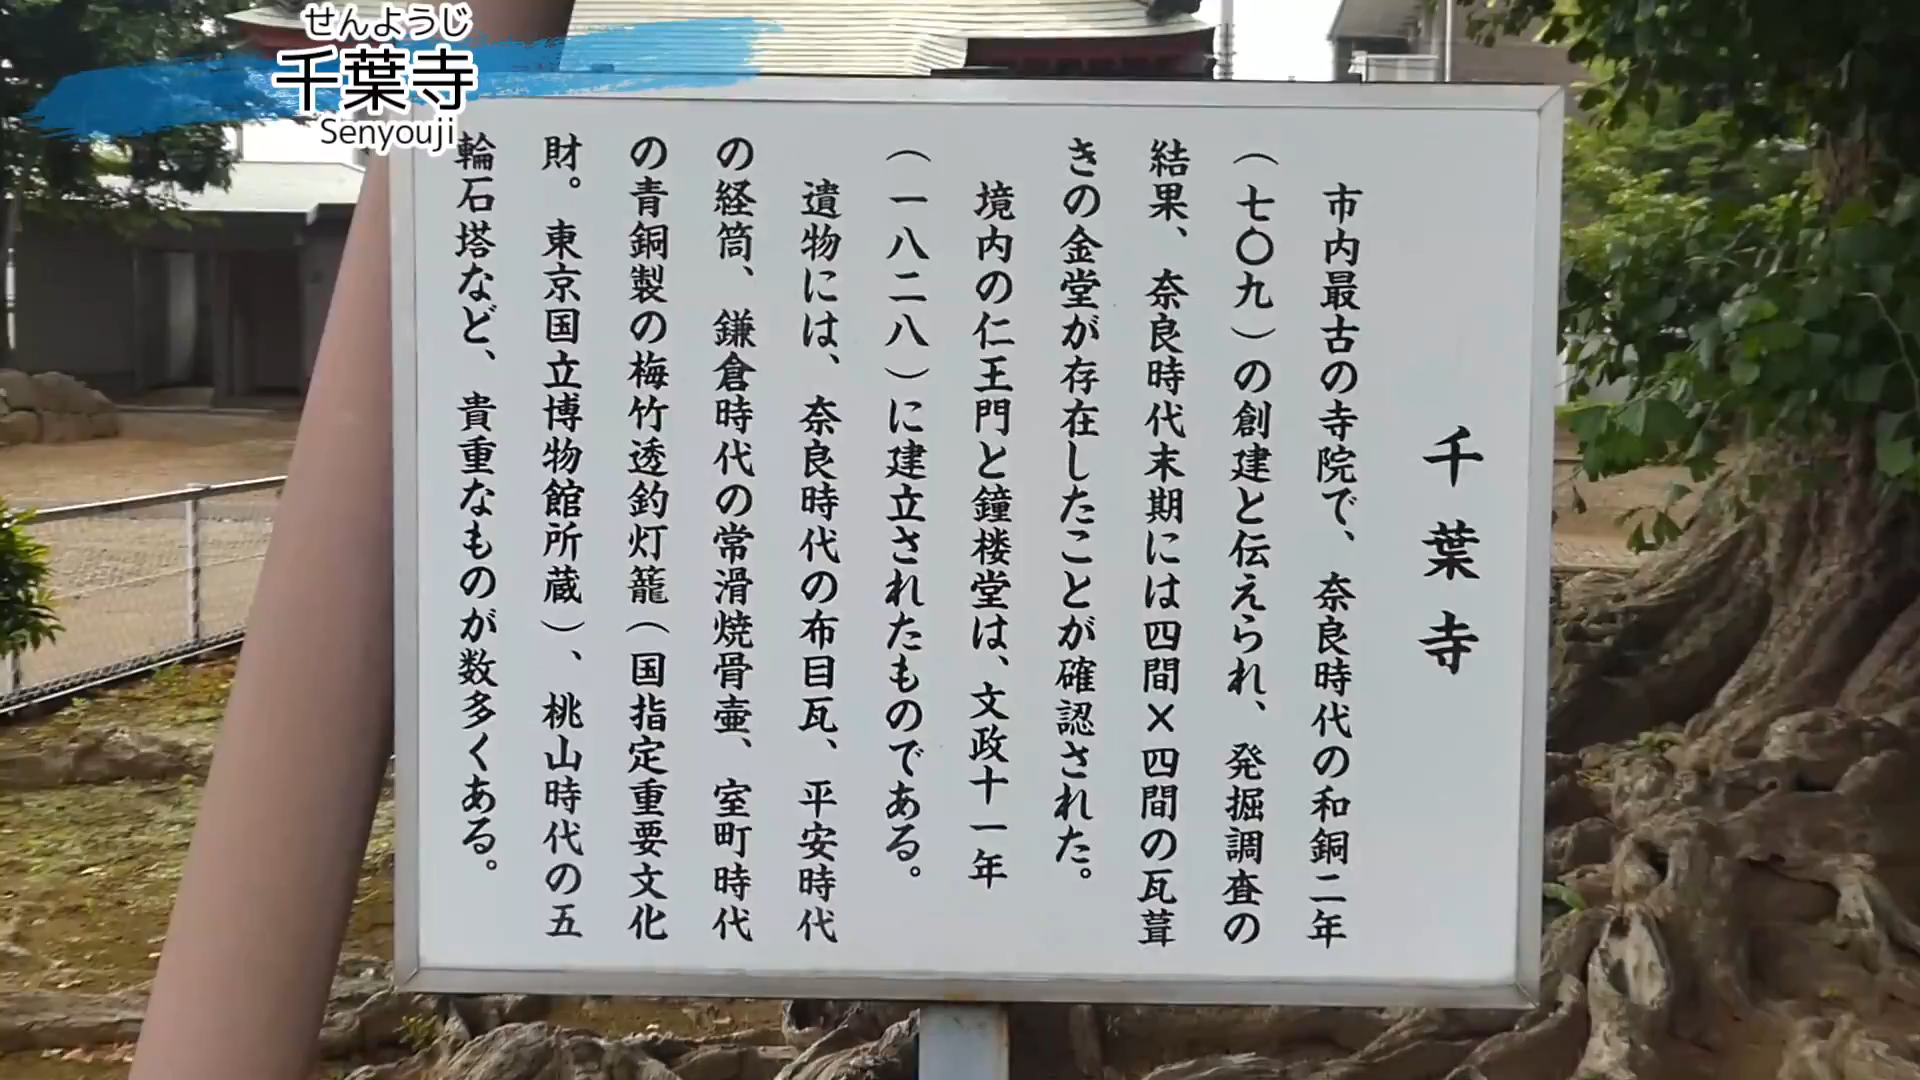 せんようじ
千葉寺
Senyouji
千葉寺
市内最古の寺院で、奈良時代の和銅二年
(七〇九)の創建と伝えられ、発掘調査の
結果、奈良時代末期には四間×四間の瓦葺
きの金堂が存在したことが確認された。
境内の仁王門と鐘楼堂は、文政十一年
(一八二八)に建立されたものである。
遺物には、奈良時代の布目瓦、平安時代
の経筒、鎌倉時代の常滑焼骨壷、室町時代
の青銅製の梅竹透釣灯籠(国指定重要文化
財。東京国立博物館所蔵)、桃山時代の五
輪石塔など、貴重なものが数多くある。